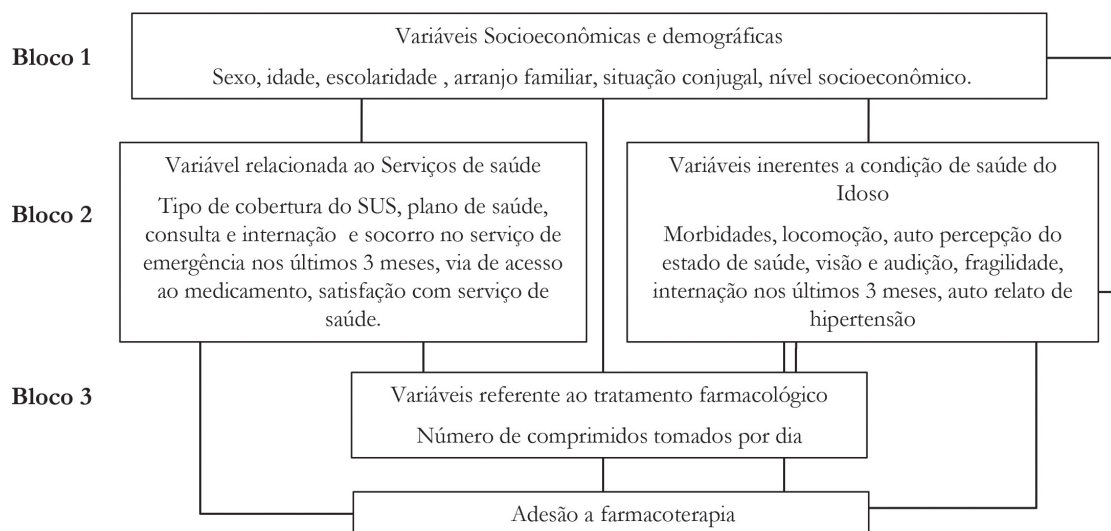 Bloco 1
Variáveis Socioeconômicas e demográficas
Sexo, idade, escolaridade , arranjo familiar, situação conjugal, nível socioeconômico.
Bloco 2
Variável relacionada ao Serviços de saúde
Tipo de cobertura do SUS, plano de saúde,
consulta e internação e socorro no serviço de
emergência nos últimos 3 meses, via de acesso
ao medicamento, satisfação com serviço de
saúde.
Variáveis inerentes a condição de saúde do
Idoso
Morbidades, locomoção, auto percepção do
estado de saúde, visão e audição, fragilidade,
internação nos últimos 3 meses, auto relato de
hipertensão
Bloco 3
Variáveis referente ao tratamento farmacológico
Número de comprimidos tomados por dia
Adesão a farmacoterapia